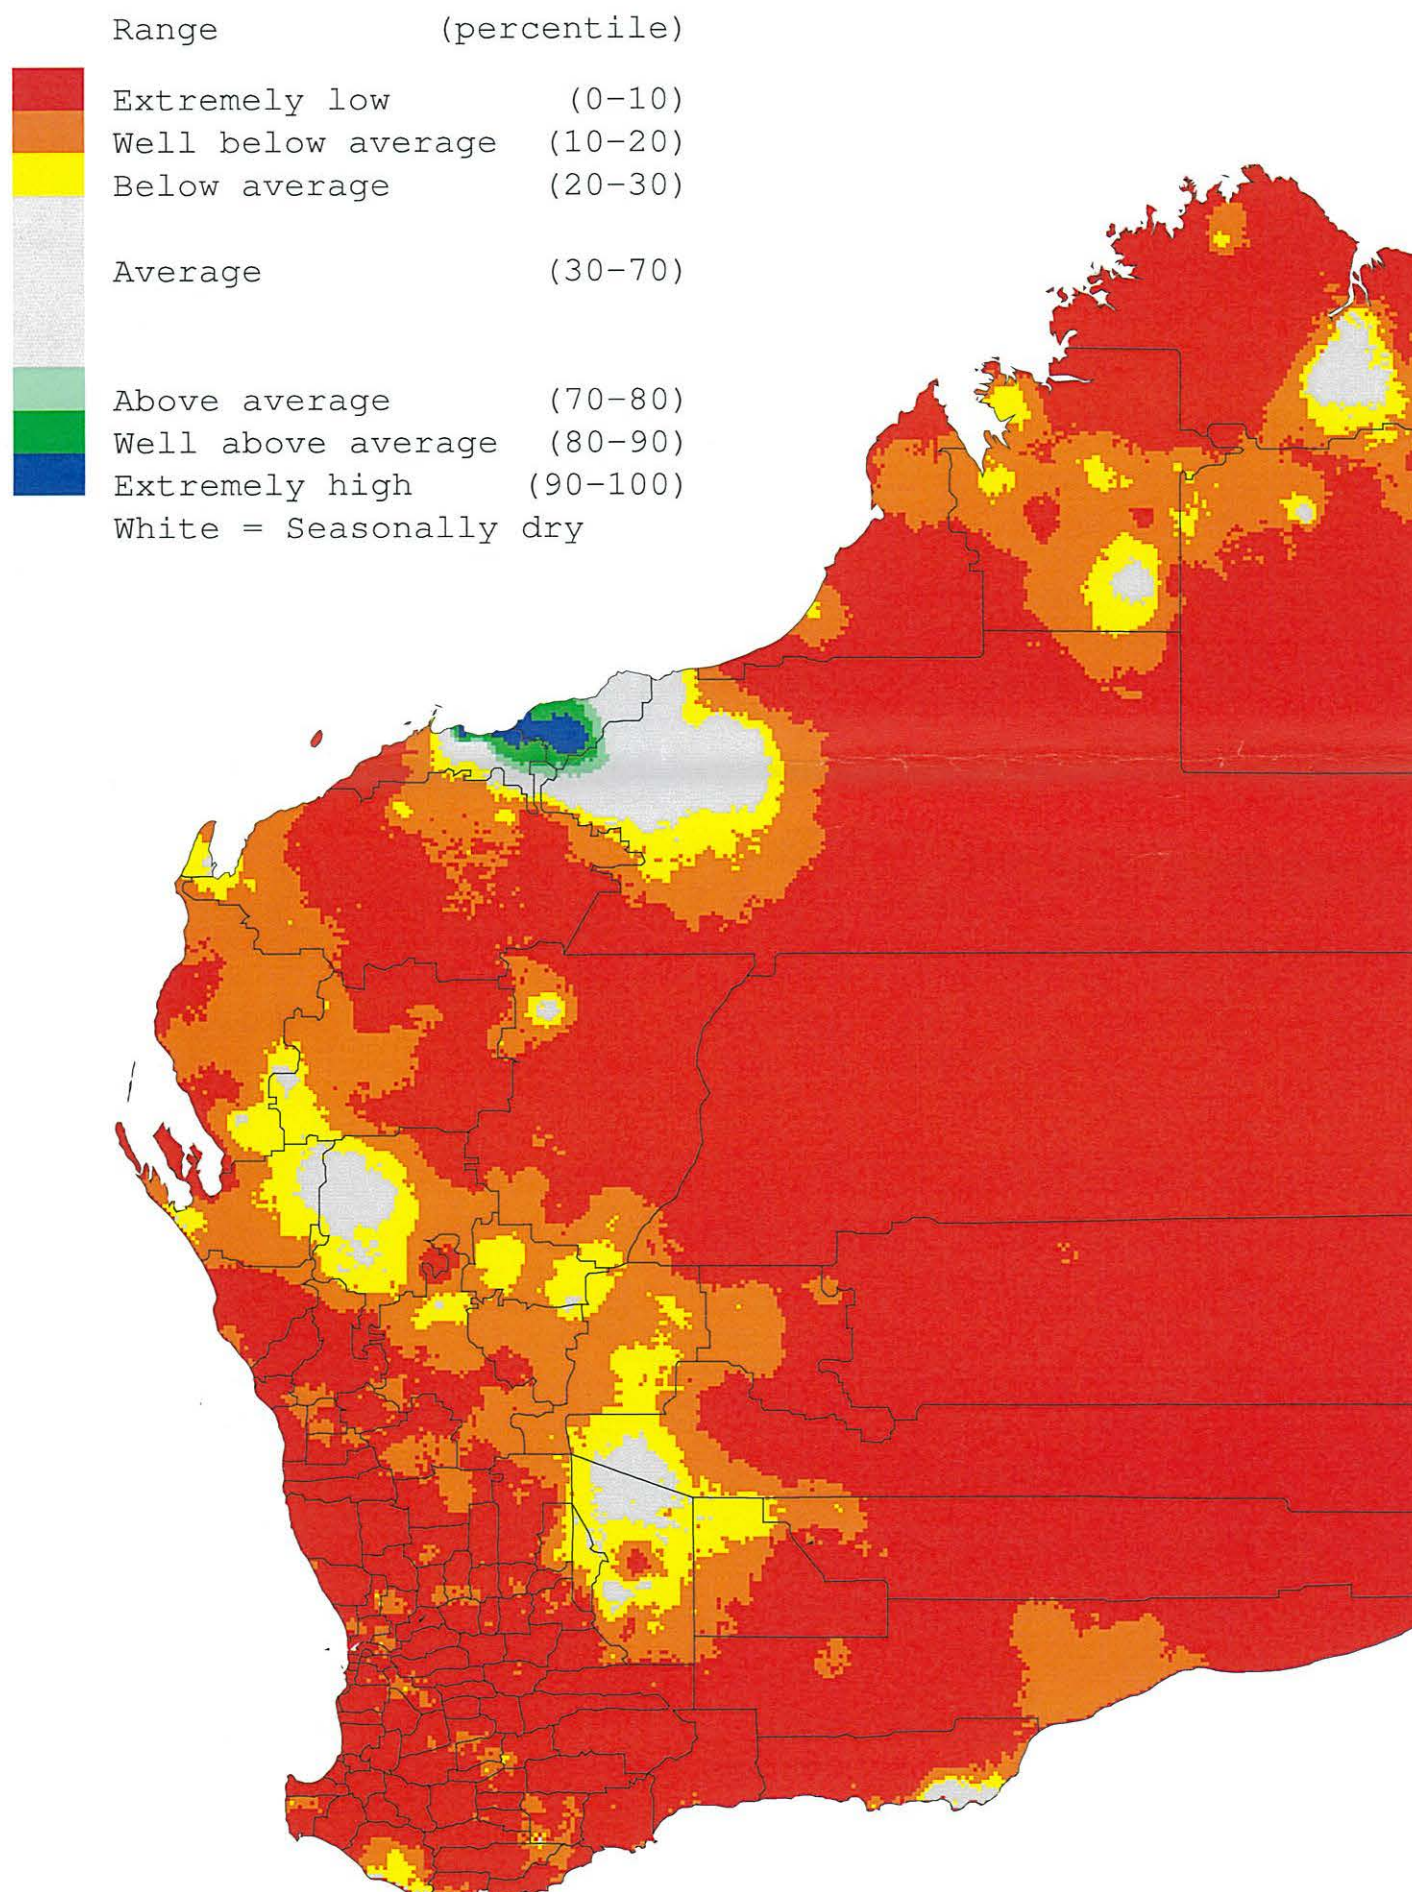 Range (percentile)
Extremely low (0-10)
Well below average (10-20)
Below average (20-30)
Average (30-70)
Above average (70-80)
Well above average (80-90)
Extremely high (90-100)
White = Seasonally dry